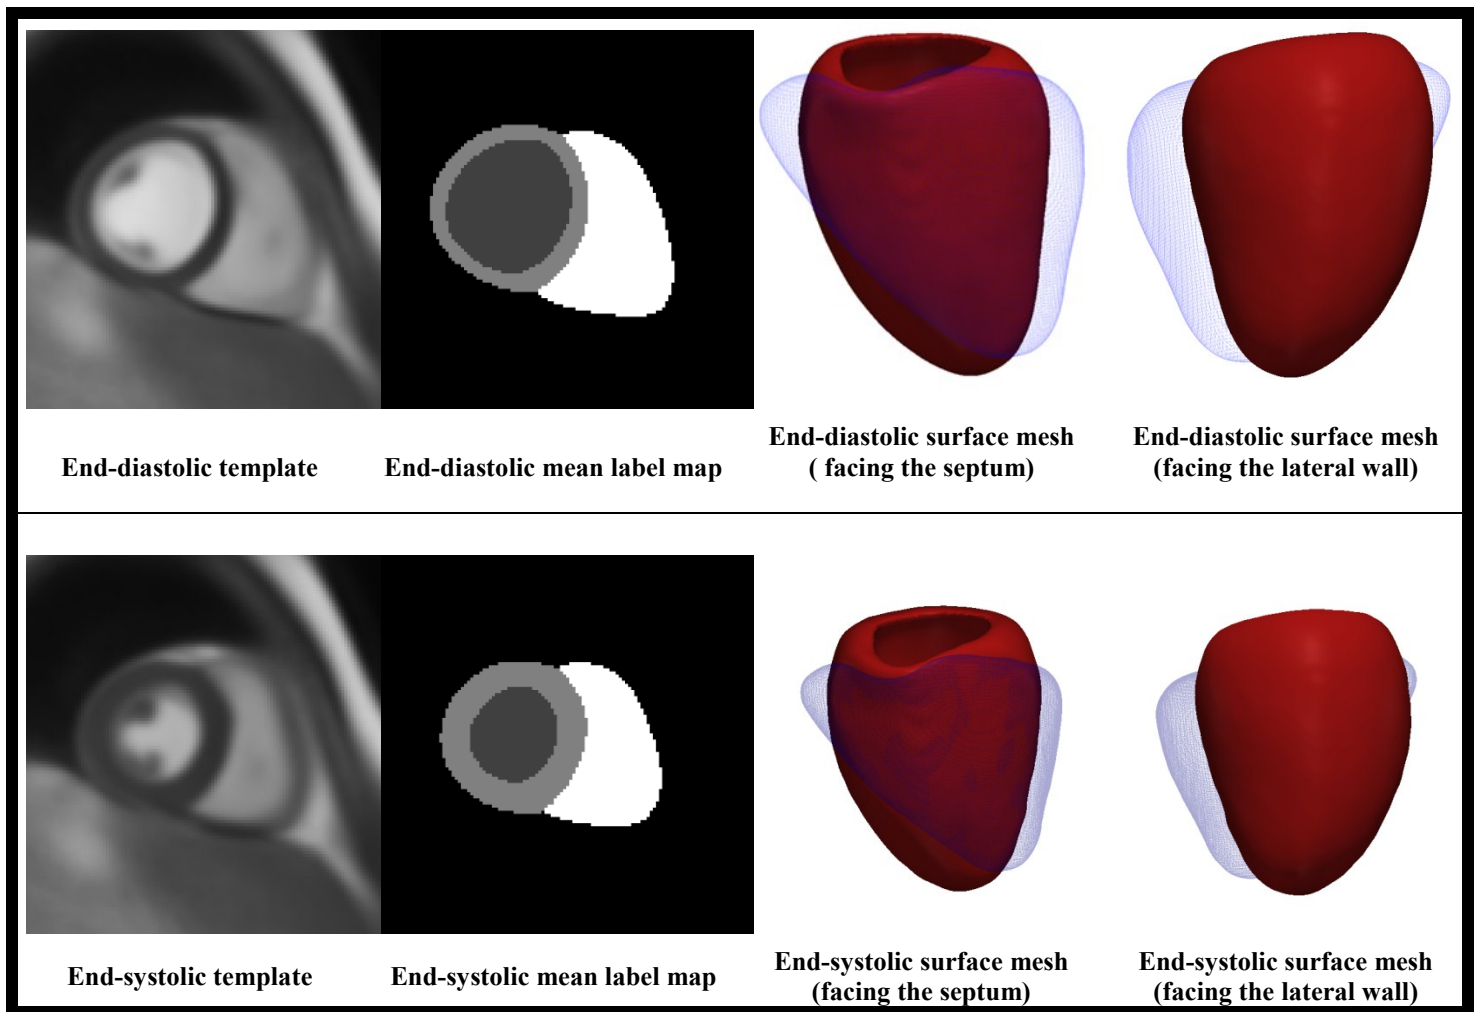 End-diastolic template
End-diastolic mean label map
End-diastolic surface mesh
( facing the septum)
End-diastolic surface mesh
(facing the lateral wall)
End-systolic template
End-systolic mean label map
End-systolic surface mesh
(facing the septum)
End-systolic surface mesh
(facing the lateral wall)